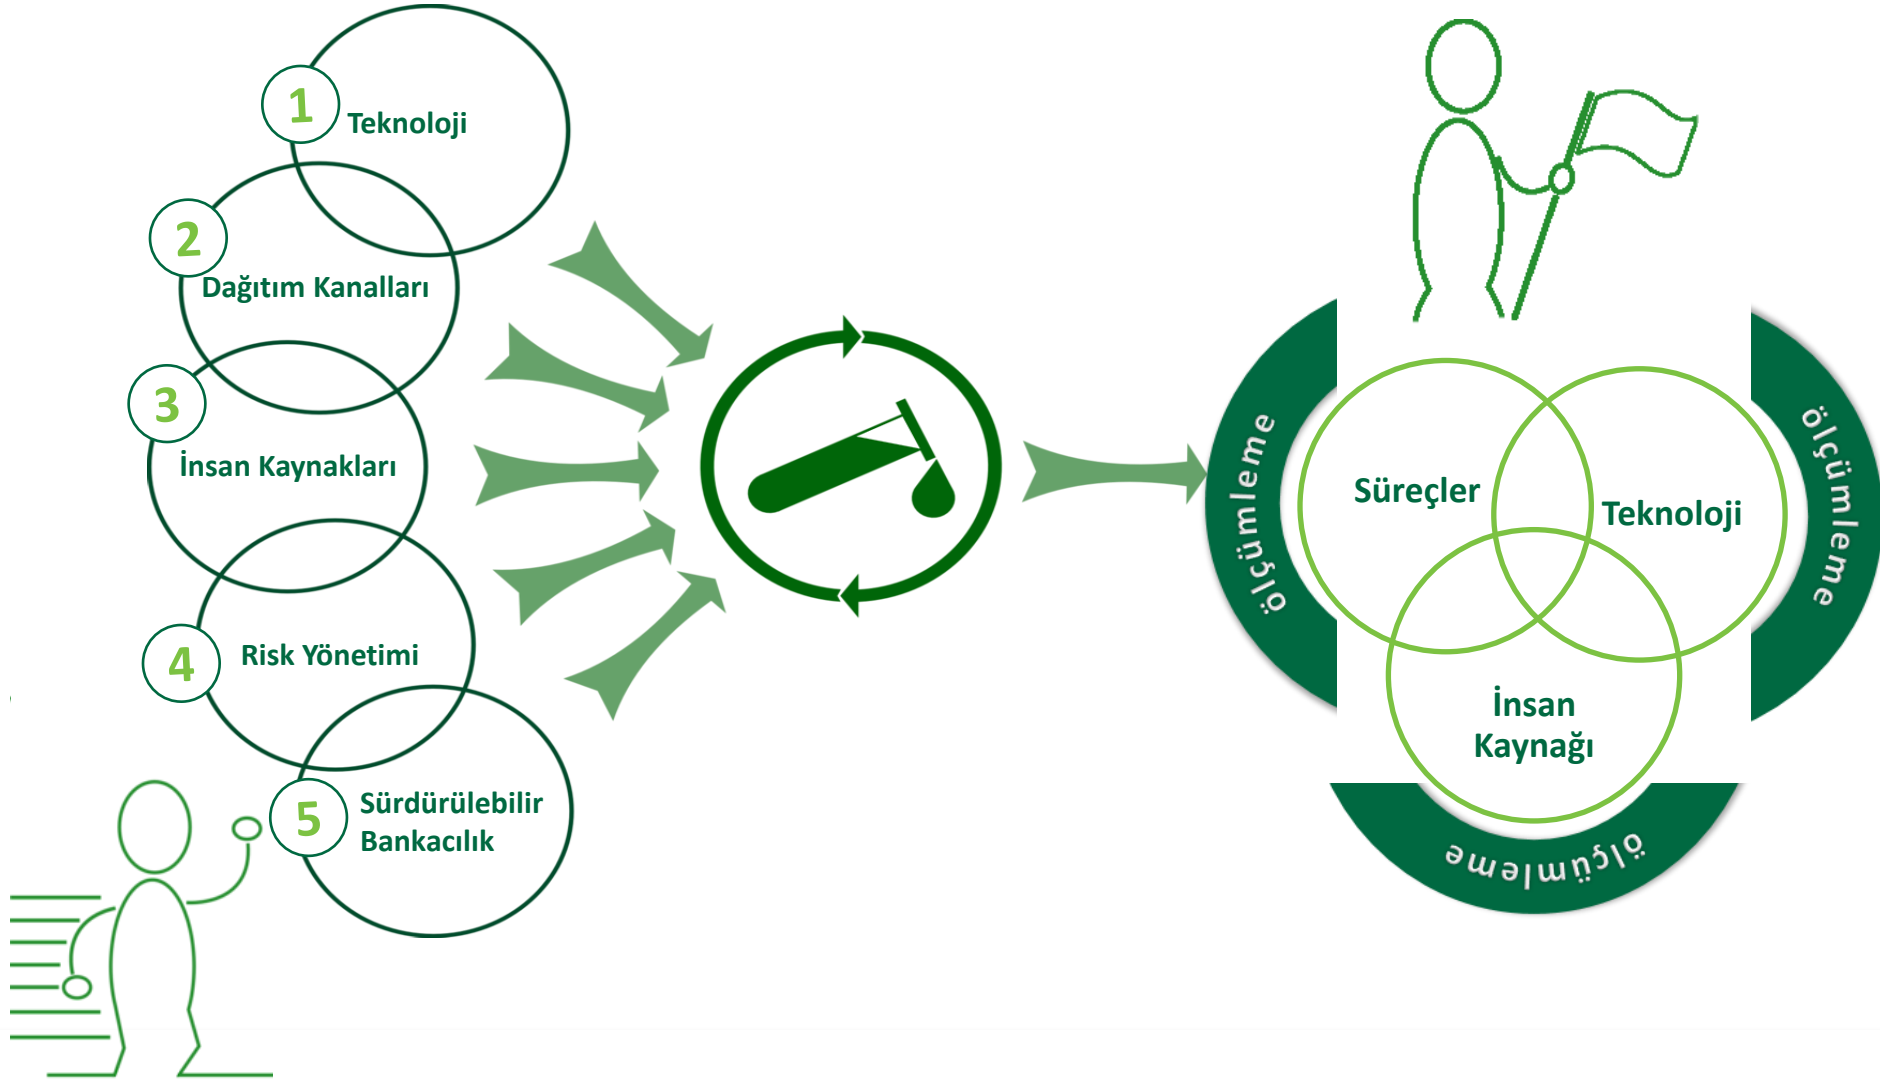 1
Teknoloji
2
Dağıtım Kanalları
3
İnsan Kaynakları
4
Risk Yönetimi
5
Sürdürülebilir
Bankacılık
ölçümleme
Süreçler
Teknoloji
İnsan
Kaynağı
ölçümleme
ölçümleme